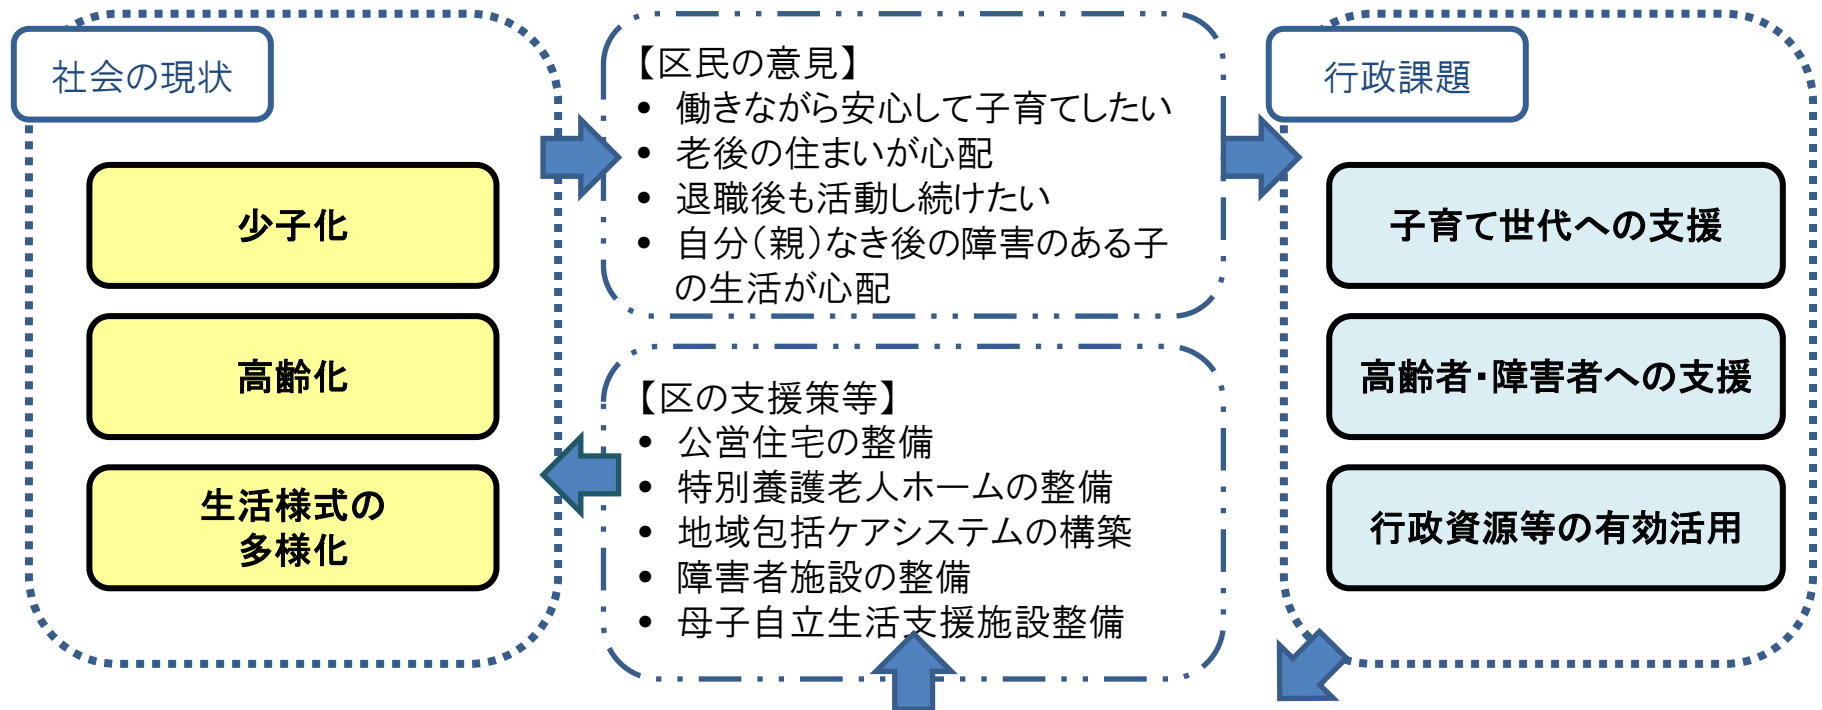 社会の現状
少子化
高齢化
生活様式の
多様化
【区民の意見】
• 働きながら安心して子育てしたい
• 老後の住まいが心配
• 退職後も活動し続けたい
• 自分(親)なき後の障害のある子
の生活が心配
【区の支援策等】
• 公営住宅の整備
• 特別養護老人ホームの整備
• 地域包括ケアシステムの構築
• 障害者施設の整備
• 母子自立生活支援施設整備
行政課題
子育て世代への支援
高齢者・障害者への支援
行政資源等の有効活用